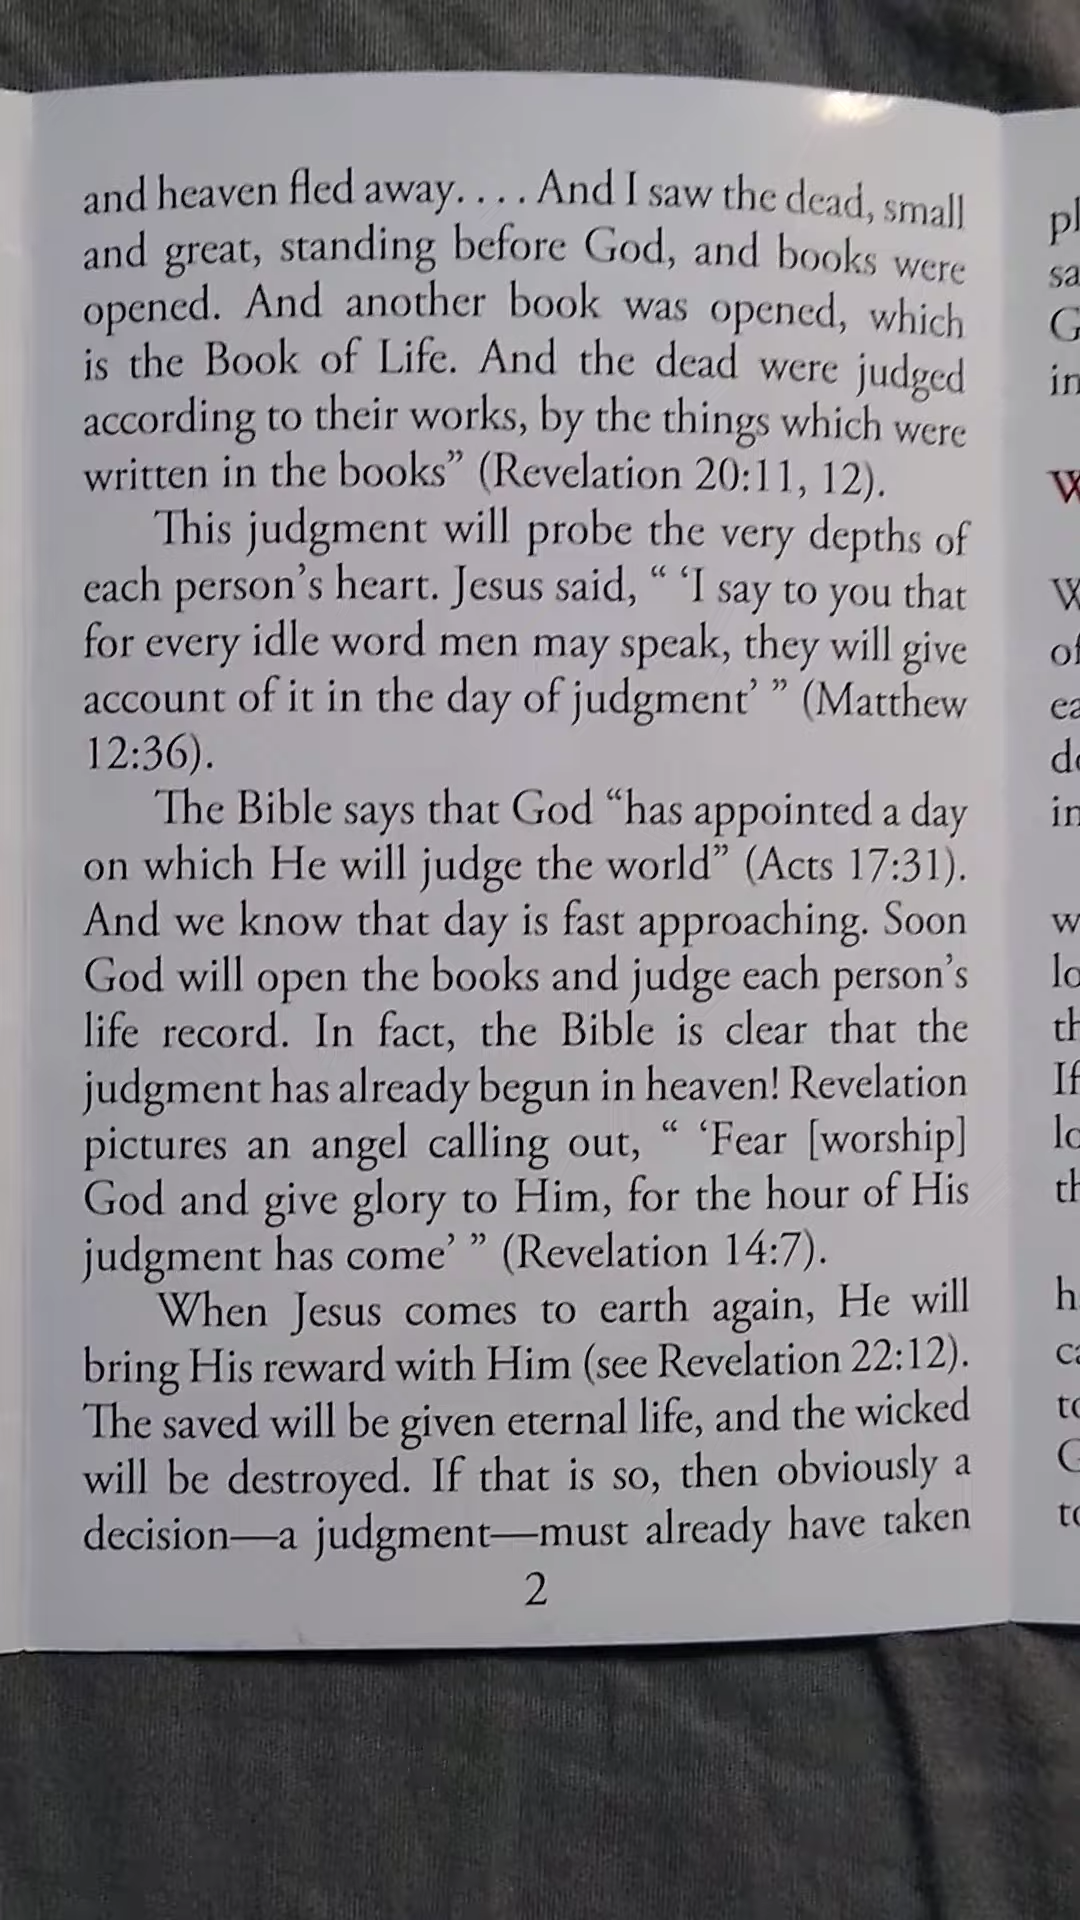 and heaven fled away. . . . And I saw the dead, small
and great, standing before God, and books were
opened. And another book was opened, which
is the Book of Life. And the dead were judged
according to their works, by the things which were
written in the books” (Revelation 20:11, 12).
This judgment will probe the very depths of
each person’s heart. Jesus said, “ ‘I say to you that
for every idle word men may speak, they will give
account of it in the day of judgment’ ” (Matthew
12:36).
The Bible says that God “has appointed a day
on which He will judge the world” (Acts 17:31).
And we know that day is fast approaching. Soon
God will open the books and judge each person’s
life record. In fact, the Bible is clear that the
judgment has already begun in heaven! Revelation
pictures an angel calling out, “ ‘Fear [worship]
God and give glory to Him, for the hour of His
judgment has come’ ” (Revelation 14:7).
When Jesus comes to earth again, He will
bring His reward with Him (see Revelation 22:12).
The saved will be given eternal life, and the wicked
will be destroyed. If that is so, then obviously a
decision—a judgment—must already have taken
2